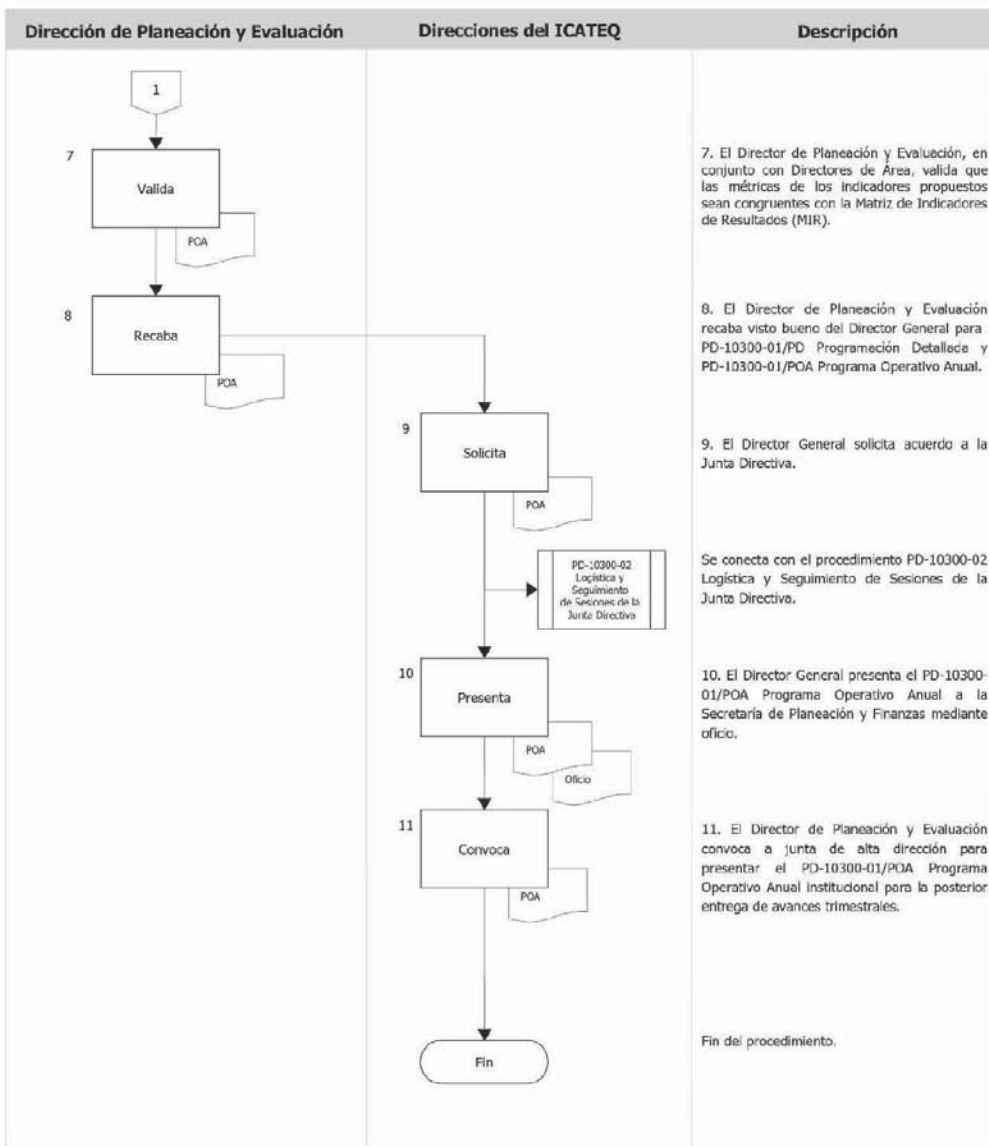 Dirección de Planeación y Evaluación
Direcciones del ICATEQ
Descripción
1
7
Valida
POA
7. El Director de Planeación y Evaluación, en
conjunto con Directores de Área, valida que
las métricas de los indicadores propuestos
sean congruentes con la Matriz de Indicadores
de Resultados (MIR).
8
Recaba
POA
8. El Director de Planeación y Evaluación
recaba visto bueno del Director General para
PD-10300-01/PD Programación Detallada y
PD-10300-01/POA Programa Operativo Anual.
9
Solicita
POA
9. El Director General solicita acuerdo a la
Junta Directiva.
PD-10300-02
Logística y
Seguimiento
de Sesiones de la
Junta Directiva
Se conecta con el procedimiento PD-10300-02
Logística y Seguimiento de Sesiones de la
Junta Directiva.
10
Presenta
POA
Oficio
10. El Director General presenta el PD-10300-
01/POA Programa Operativo Anual a la
Secretaría de Planeación y Finanzas mediante
oficio.
11
Convoca
POA
11. El Director de Planeación y Evaluación
convoca a junta de alta dirección para
presentar el PD-10300-01/POA Programa
Operativo Anual institucional para la posterior
entrega de avances trimestrales.
Fin
Fin del procedimiento.